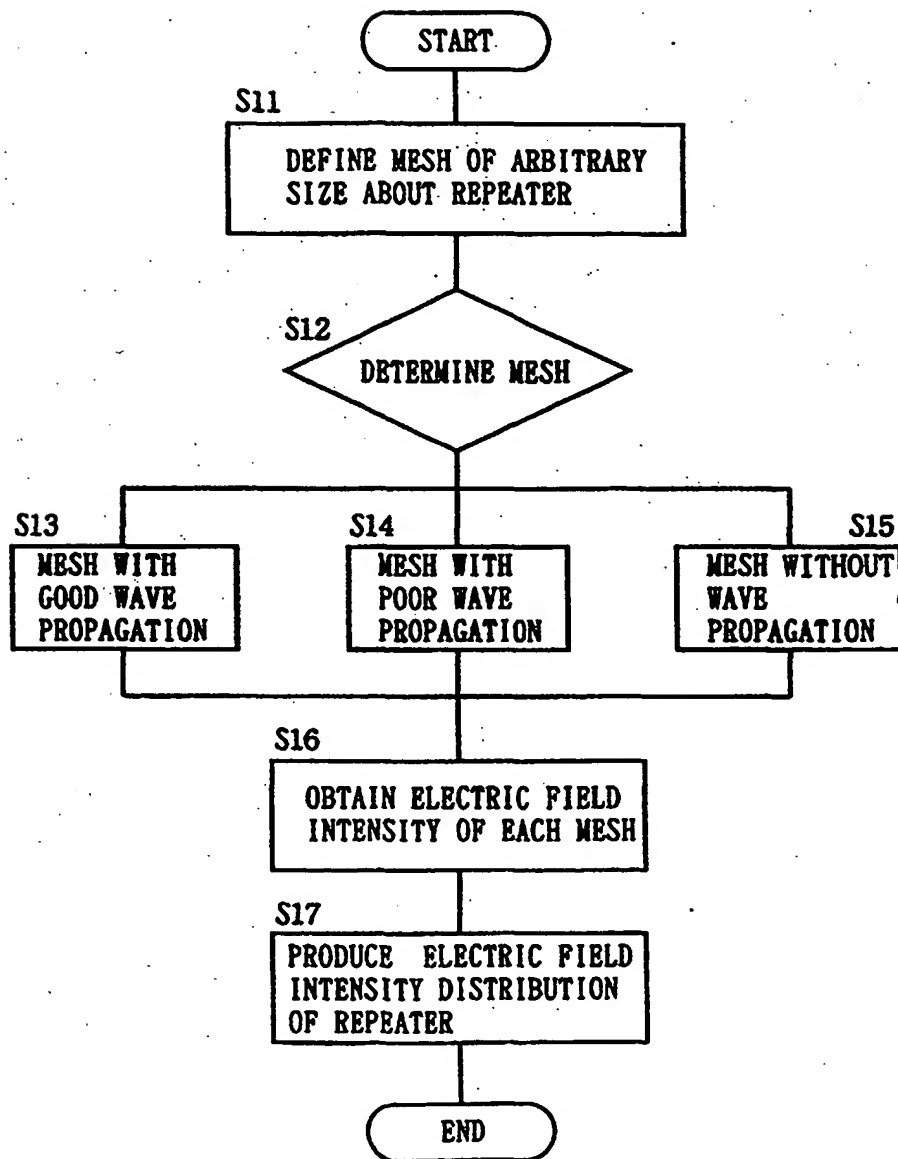 START
S11
DEFINE MESH OF ARBITRARY
SIZE ABOUT REPEATER
S12
DETERMINE MESH
S13
MESH WITH
GOOD WAVE
PROPAGATION
S14
MESH WITH
POOR WAVE
PROPAGATION
S15
MESH WITHOUT
WAVE
PROPAGATION
S16
OBTAIN ELECTRIC FIELD
INTENSITY OF EACH MESH
S17
PRODUCE ELECTRIC FIELD
INTENSITY DISTRIBUTION
OF REPEATER
END